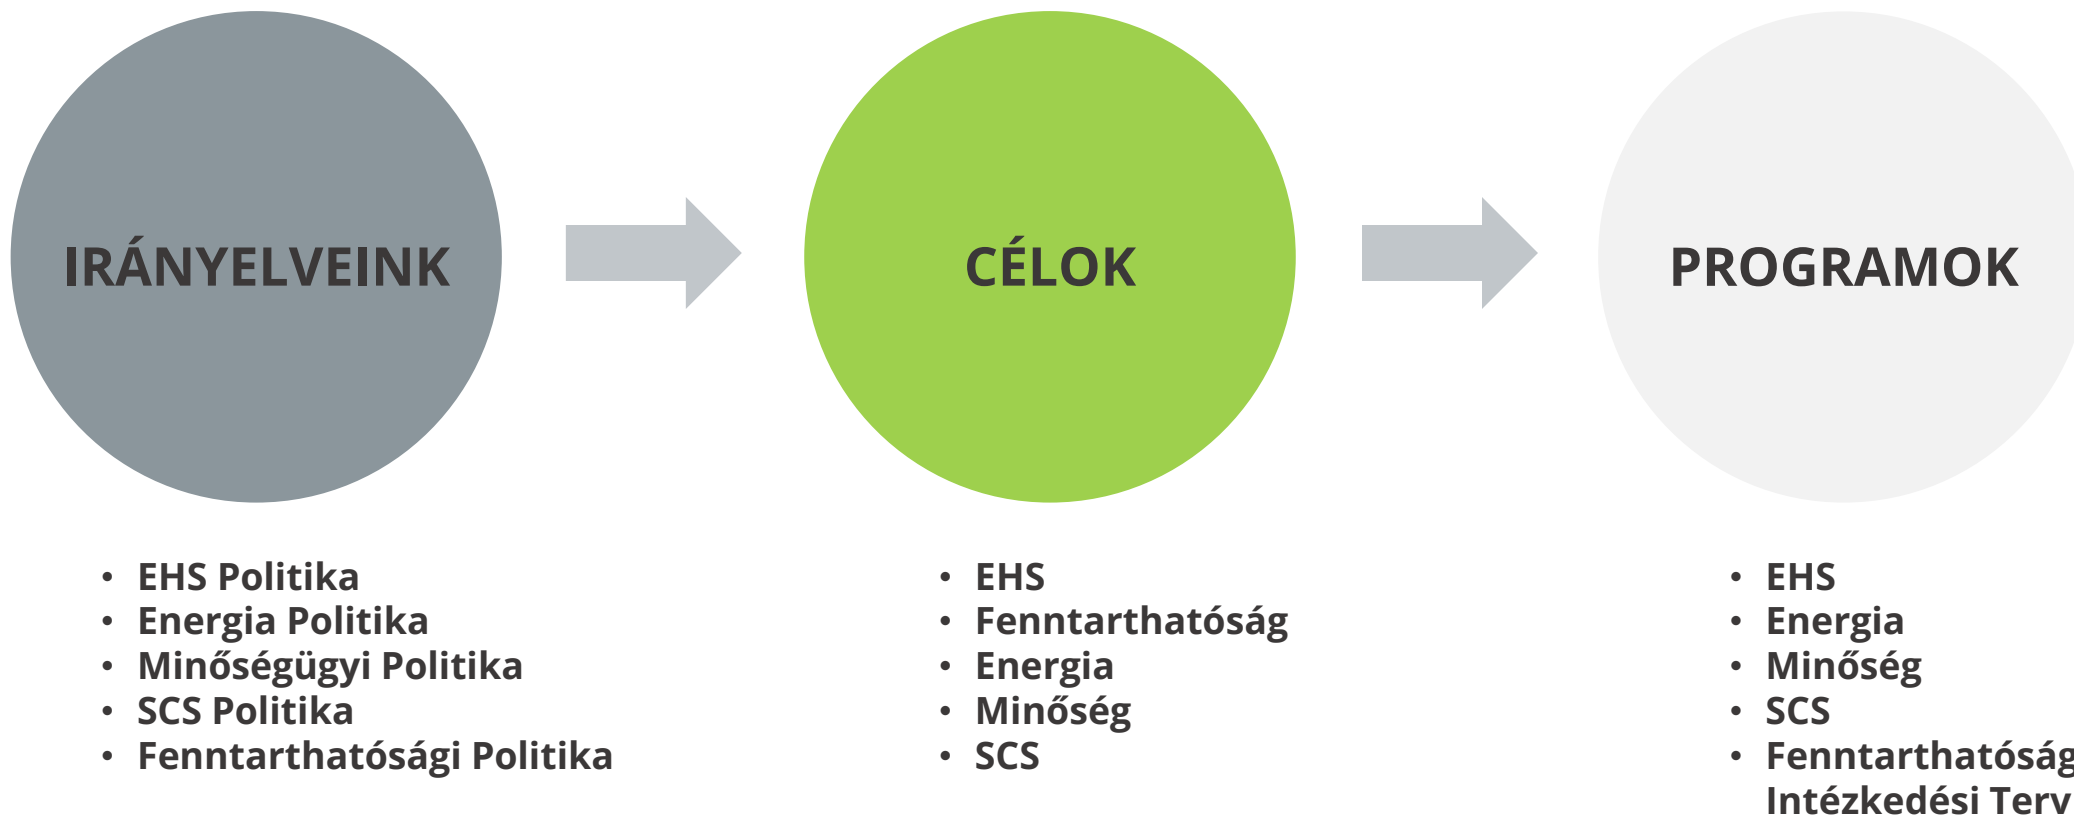 IRÁNYELVEINK
CÉLOK
PROGRAMOK
• EHS Politika
• Energia Politika
• Minőségügyi Politika
• SCS Politika
• Fenntarthatósági Politika
• EHS
• Fenntarthatóság
• Energia
• Minőség
• SCS
• EHS
• Energia
• Minőség
• SCS
• Fenntarthatóság
Intézkedési Terv